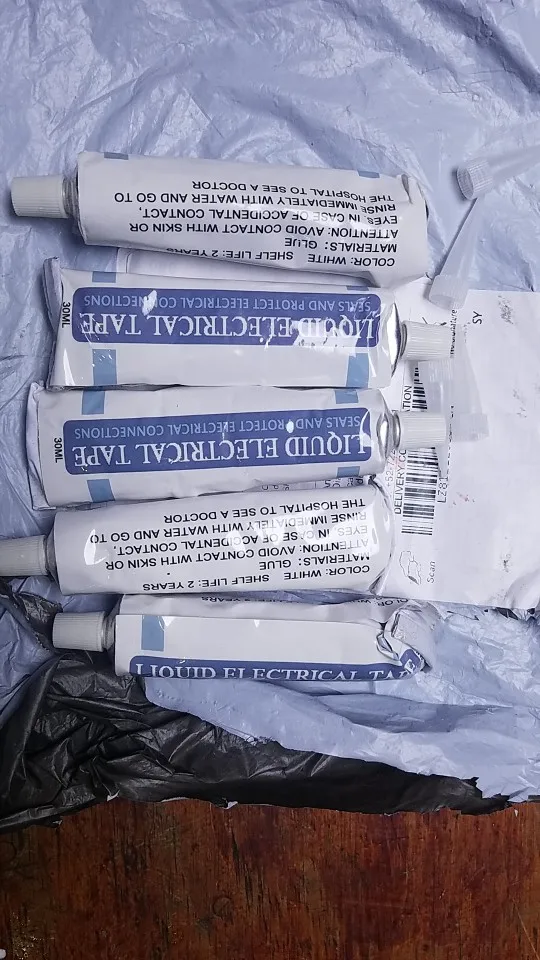 COLOR: WHITE SHELF LIFE: 2 YEARS
MATERIALS: GLUE
ATTENTION: AVOID CONTACT WITH SKIN OR
EYES, IN CASE OF ACCIDENTAL CONTACT,
RINSE IMMEDIATELY WITH WATER AND GO TO
THE HOSPITAL TO SEE A DOCTOR
LIQUID ELECTRICAL TAPE
SEALS AND PROTECT ELECTRICAL CONNECTIONS
30ML
LIQUID ELECTRICAL TAPE
SEALS AND PROTECT ELECTRICAL CONNECTIONS
30ML
COLOR: WHITE SHELF LIFE: 2 YEARS
MATERIALS: GLUE
ATTENTION: AVOID CONTACT WITH SKIN OR
EYES, IN CASE OF ACCIDENTAL CONTACT,
RINSE IMMEDIATELY WITH WATER AND GO TO
THE HOSPITAL TO SEE A DOCTOR
LIQUID ELECTRICAL TAPE
SY
DELIVERY
Scan